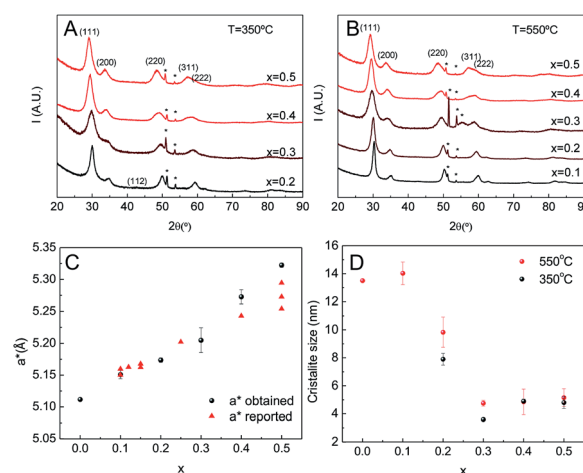 A
T=350ºC
(111)
(200)
(220)
(311)
(222)
(112)
*
*
x=0.5
*
*
x=0.4
*
*
x=0.3
*
*
x=0.2
I (A.U.)
20 30 40 50 60 70 80 90
2θ(º)
B
T=550ºC
(111)
(200)
(220)
(311)
(222)
*
*
x=0.5
*
*
x=0.4
*
*
x=0.3
*
*
x=0.2
*
*
x=0.1
I (A.U.)
20 30 40 50 60 70 80 90
2θ(º)
C
5.35
5.30
5.25
5.20
5.15
5.10
5.05
a*(Å)
a* obtained
a* reported
0.0 0.1 0.2 0.3 0.4 0.5
x
D
550°C
350°C
16
14
12
10
8
6
4
2
Cristalite size (nm)
0.0 0.1 0.2 0.3 0.4 0.5
x